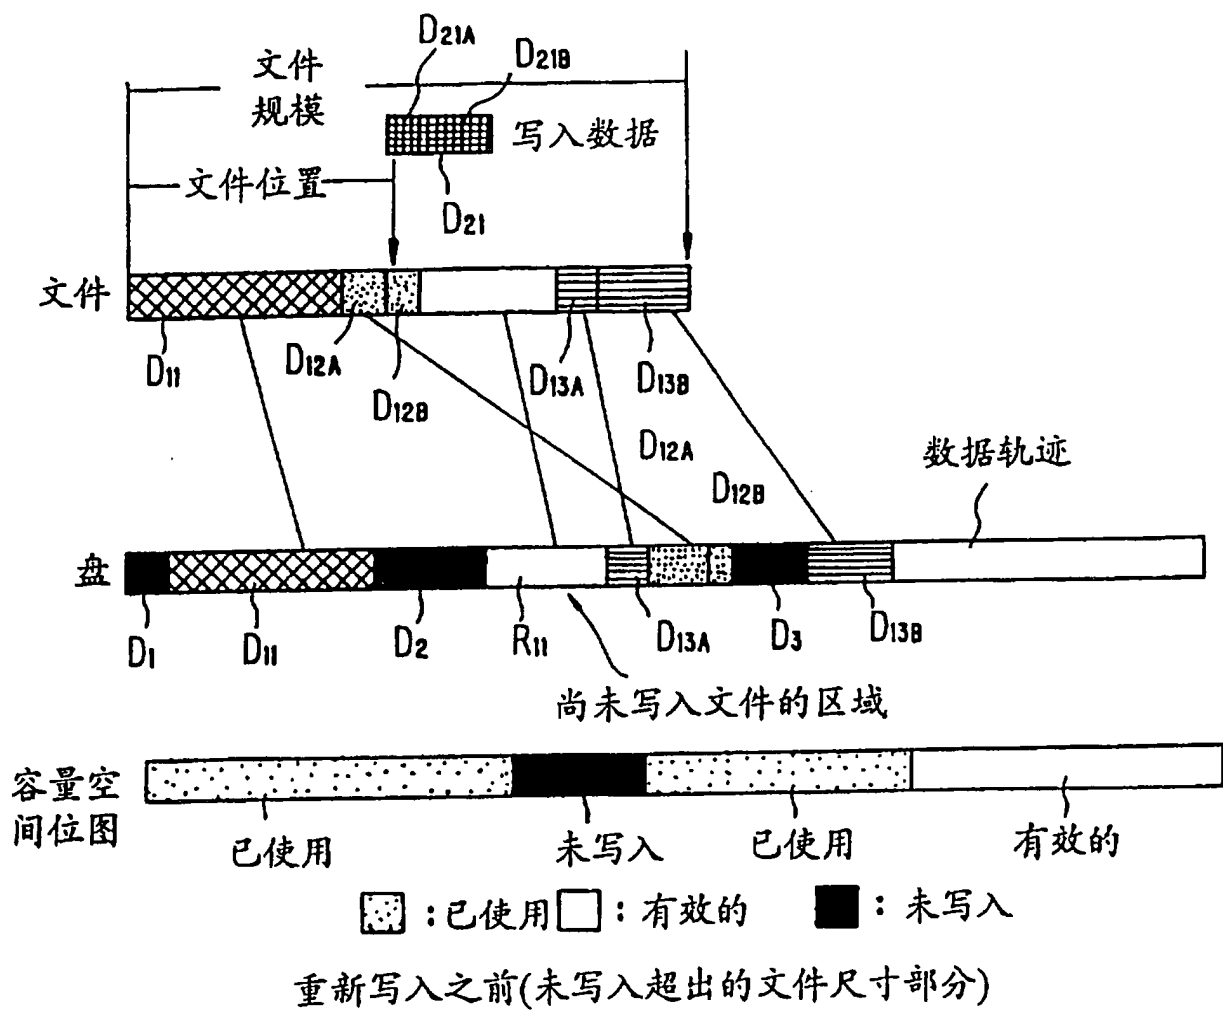 D21A
D21B
文件
规模
写入数据
文件位置
D21
文件
D11
D12A
D12B
D13A
D13B
D12A
D12B
数据轨迹
盘
D1
D11
D2
R11
D13A
D3
D13B
尚未写入文件的区域
容量空
间位图
已使用
未写入
已使用
有效的
：已使用
：有效的
：未写入
重新写入之前(未写入超出的文件尺寸部分)